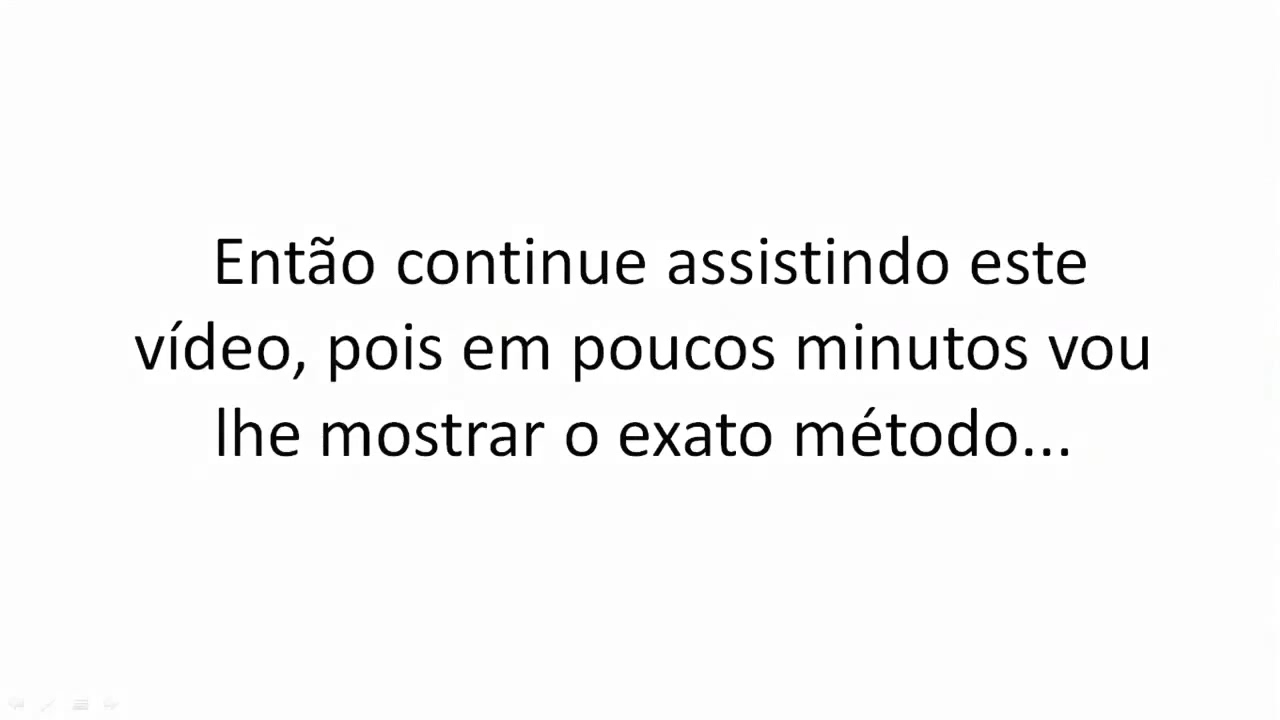 Então continue assistindo este
vídeo, pois em poucos minutos vou
lhe mostrar o exato método...